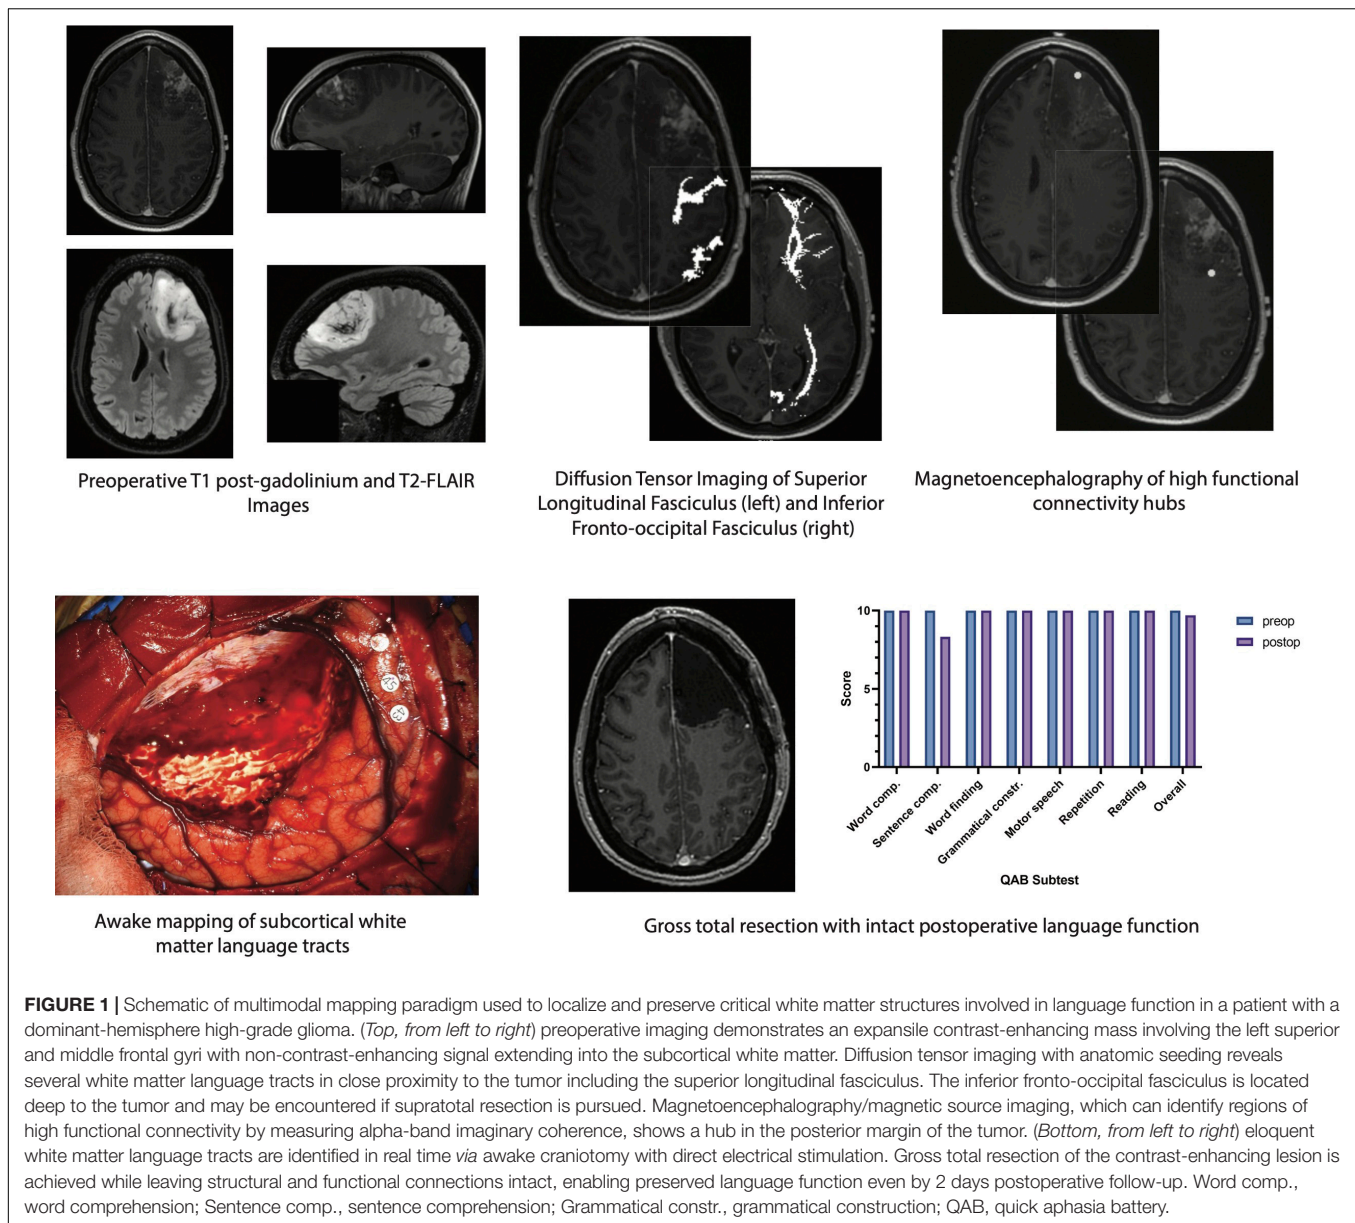 Preoperative T1 post-gadolinium and T2-FLAIR
Images
Diffusion Tensor Imaging of Superior
Longitudinal Fasciculus (left) and Inferior
Fronto-occipital Fasciculus (right)
Magnetoencephalography of high functional
connectivity hubs
45
43
Awake mapping of subcortical white
matter language tracts
10
5
0
Score
Word comp.
Sentence comp.
Word finding
Grammatical constr.
Motor speech
Repetition
Reading
Overall
QAB Subtest
preop
postop
Gross total resection with intact postoperative language function
FIGURE 1 | Schematic of multimodal mapping paradigm used to localize and preserve critical white matter structures involved in language function in a patient with a
dominant-hemisphere high-grade glioma. (Top, from left to right) preoperative imaging demonstrates an expansile contrast-enhancing mass involving the left superior
and middle frontal gyri with non-contrast-enhancing signal extending into the subcortical white matter. Diffusion tensor imaging with anatomic seeding reveals
several white matter language tracts in close proximity to the tumor including the superior longitudinal fasciculus. The inferior fronto-occipital fasciculus is located
deep to the tumor and may be encountered if supratotal resection is pursued. Magnetoencephalography/magnetic source imaging, which can identify regions of
high functional connectivity by measuring alpha-band imaginary coherence, shows a hub in the posterior margin of the tumor. (Bottom, from left to right) eloquent
white matter language tracts are identified in real time via awake craniotomy with direct electrical stimulation. Gross total resection of the contrast-enhancing lesion is
achieved while leaving structural and functional connections intact, enabling preserved language function even by 2 days postoperative follow-up. Word comp.,
word comprehension; Sentence comp., sentence comprehension; Grammatical constr., grammatical construction; QAB, quick aphasia battery.